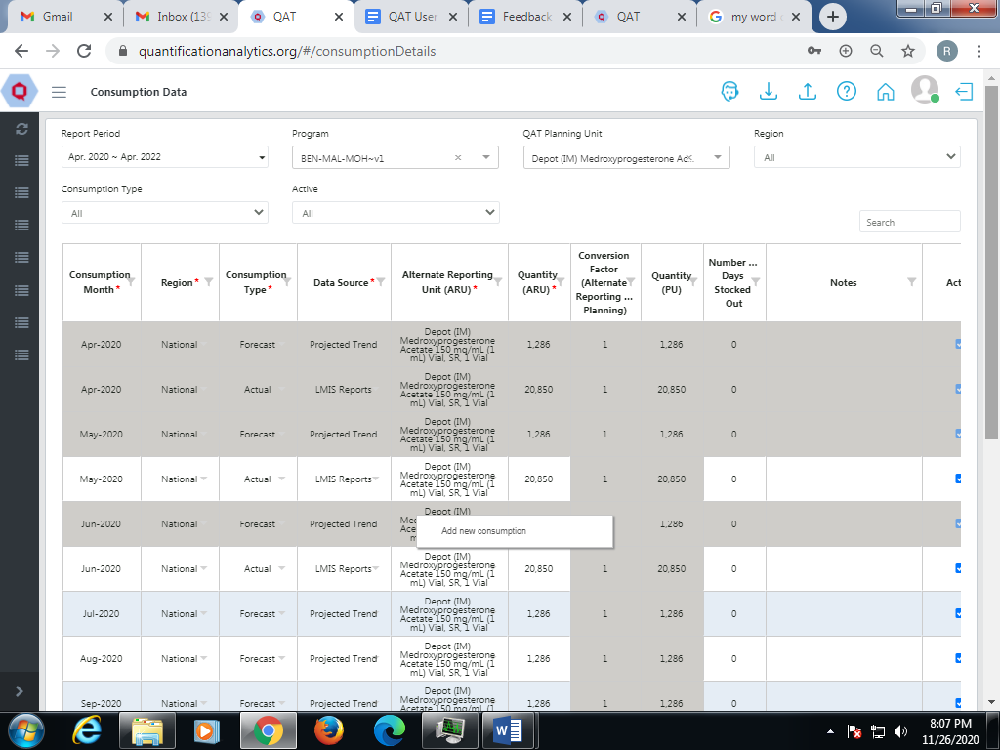 Gmail
Inbox (139
QAT
QAT User
Feedback
QAT
my word
quantificationanalytics.org/#/consumptionDetails
R
Consumption Data
Report Period
Program
QAT Planning Unit
Region
Apr. 2020 ~ Apr. 2022
BEN-MAL-MOH~v1
Depot (IM) Medroxyprogesterone
All
Consumption Type
Active
All
All
Search
Consumption Month *
Region *
Consumption Type *
Data Source *
Alternate Reporting Unit (ARU) *
Quantity (ARU) *
Conversion Factor (Alternate Reporting ... Planning)
Quantity (PU)
Number ... Days Stocked Out
Notes
Act
Apr-2020 National Forecast Projected Trend Depot (IM) Medroxyprogesterone Acetate 150 mg/mL (1 mL) Vial, SR, 1 Vial 1,286 1 1,286 0
Apr-2020 National Actual LMIS Reports Depot (IM) Medroxyprogesterone Acetate 150 mg/mL (1 mL) Vial, SR, 1 Vial 20,850 1 20,850 0
May-2020 National Forecast Projected Trend Depot (IM) Medroxyprogesterone Acetate 150 mg/mL (1 mL) Vial, SR, 1 Vial 1,286 1 1,286 0
May-2020 National Actual LMIS Reports Depot (IM) Medroxyprogesterone Acetate 150 mg/mL (1 mL) Vial, SR, 1 Vial 20,850 1 20,850 0
Jun-2020 National Forecast Projected Trend Depot (IM) 1,286 0
Add new consumption
Jun-2020 National Actual LMIS Reports Depot (IM) Medroxyprogesterone Acetate 150 mg/mL (1 mL) Vial, SR, 1 Vial 20,850 1 20,850 0
Jul-2020 National Forecast Projected Trend Depot (IM) Medroxyprogesterone Acetate 150 mg/mL (1 mL) Vial, SR, 1 Vial 1,286 1 1,286 0
Aug-2020 National Forecast Projected Trend Depot (IM) Medroxyprogesterone Acetate 150 mg/mL (1 mL) Vial, SR, 1 Vial 1,286 1 1,286 0
Sep-2020 National Forecast Projected Trend Depot (IM) Medroxyprogesterone Acetate 150 mg/mL (1 1,286 1 1,286 0
8:07 PM
11/26/2020